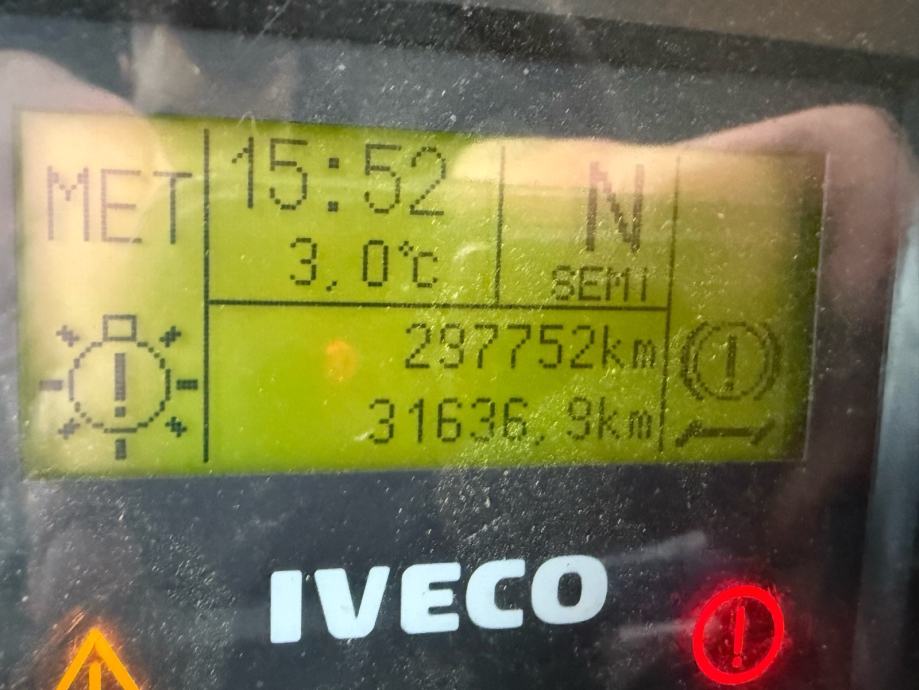 MET
15:52
N
3,0°C
SEMi
297752km
31636,9km
IVECO